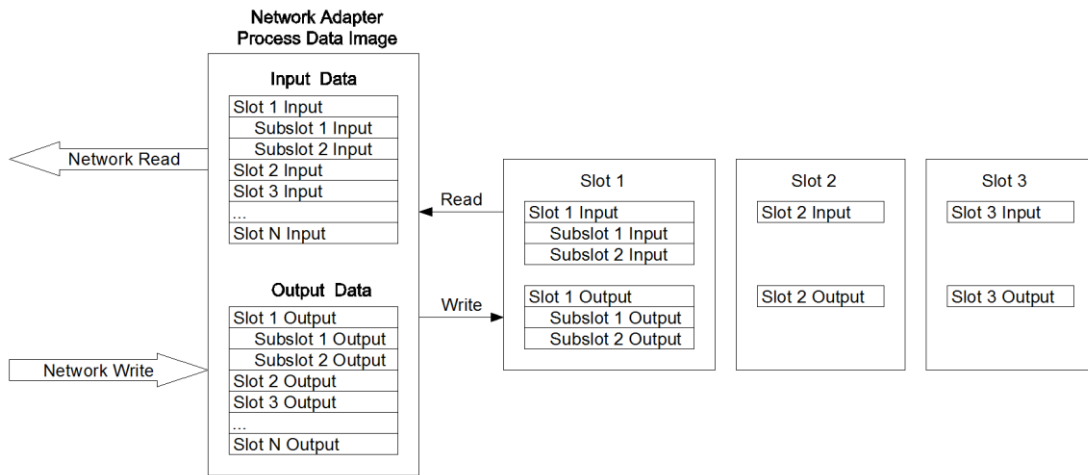 Network Adapter
Process Data Image
Input Data
Slot 1 Input
Subslot 1 Input
Subslot 2 Input
Slot 2 Input
Slot 3 Input
...
Slot N Input
Output Data
Slot 1 Output
Subslot 1 Output
Subslot 2 Output
Slot 2 Output
Slot 3 Output
...
Slot N Output
Network Read
Network Write
Read
Write
Slot 1
Slot 1 Input
Subslot 1 Input
Subslot 2 Input
Slot 1 Output
Subslot 1 Output
Subslot 2 Output
Slot 2
Slot 2 Input
Slot 2 Output
Slot 3
Slot 3 Input
Slot 3 Output